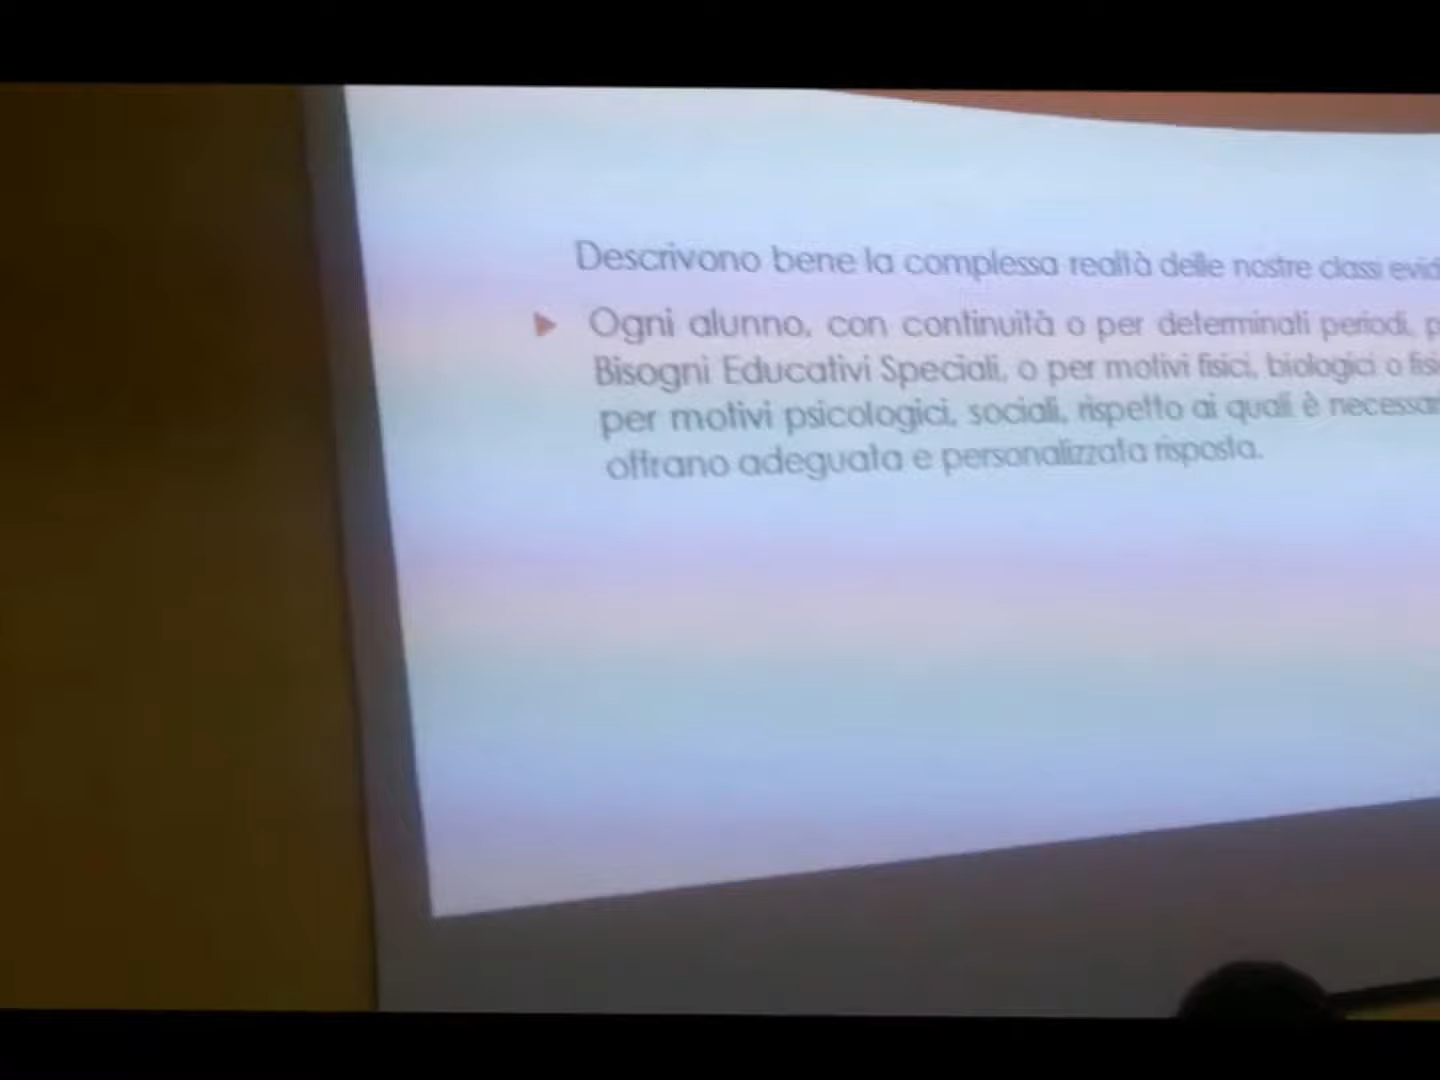 Descrivono bene la complessa realtà delle nostre classi
Ogni alunno, con continuità o per determinati periodi,
Bisogni Educativi Speciali, o per motivi fisici, biologici o
per motivi psicologici, sociali, rispetto ai quali è
offrano adeguata e personalizzata risposta.